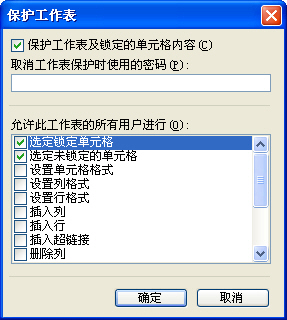 保护工作表
保护工作表及锁定的单元格内容(C)
取消工作表保护时使用的密码(P):
允许此工作表的所有用户进行(O):
选定锁定单元格
选定未锁定的单元格
设置单元格格式
设置列格式
设置行格式
插入列
插入行
插入超链接
删除列
确定
取消